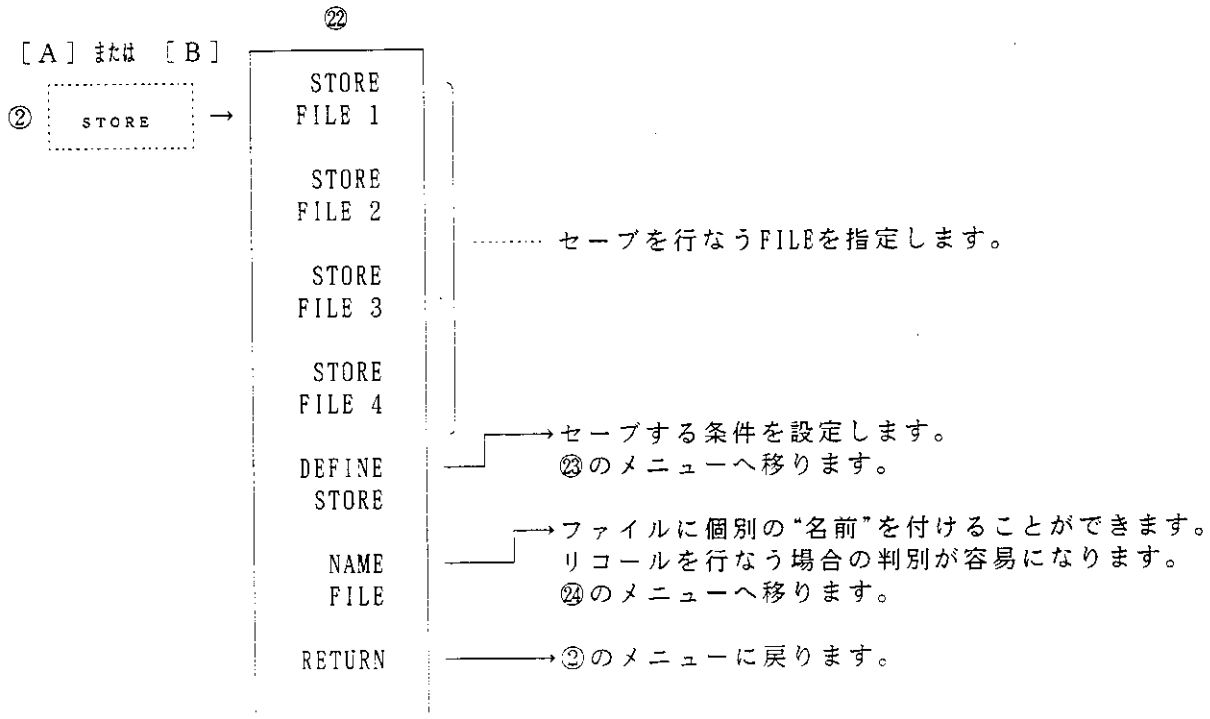 ㉒
[A] または [B]
② STORE →
STORE
FILE 1
STORE
FILE 2
……… セーブを行なうFILEを指定します。
STORE
FILE 3
STORE
FILE 4
→セーブする条件を設定します。
DEFINE
㉓のメニューへ移ります。
STORE
→ファイルに個別の“名前”を付けることができます。
NAME
リコールを行なう場合の判別が容易になります。
FILE
㉔のメニューへ移ります。
RETURN →②のメニューに戻ります。